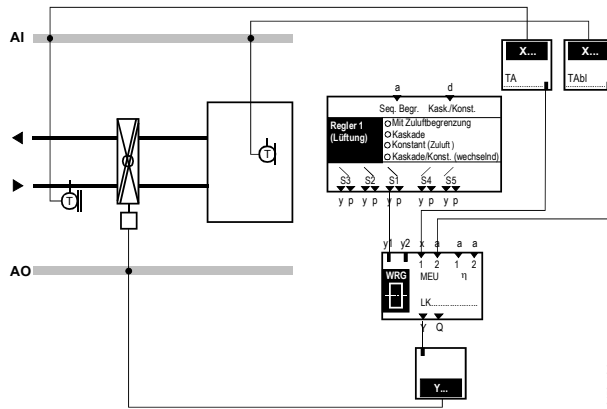 AI
X...
X...
TA
TAbl
a d
Seq. Begr. Kask./Konst.
Regler 1
(Lüftung)
Mit Zuluftbegrenzung
Kaskade
Konstant (Zuluft )
Kaskade/Konst. (wechselnd)
T
T
S3 S2 S1 S4 S5
y p y p y p y p y p
y1 y2 x a a a
1 2 1 2
AO
WRG
MEU η
LK
Y Q
Y...